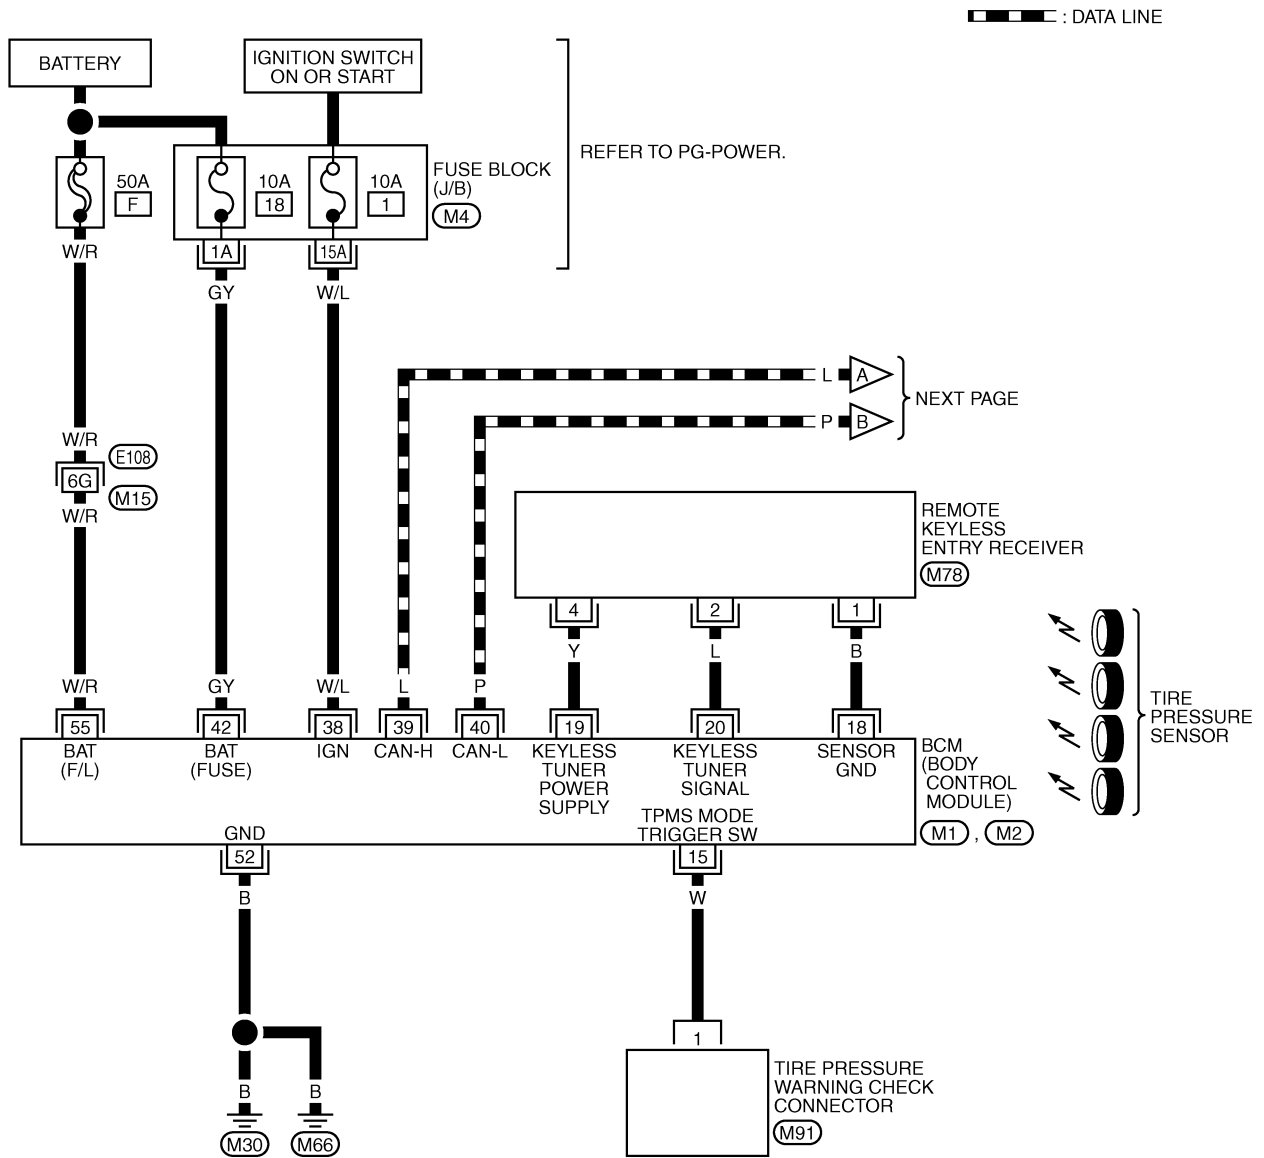 : DATA LINE
BATTERY
IGNITION SWITCH
ON OR START
REFER TO PG-POWER.
50A
F
10A
18
10A
1
FUSE BLOCK
(J/B)
M4
W/R
1A
15A
GY
W/L
L
A
P
B
NEXT PAGE
W/R
E108
6G
M15
W/R
REMOTE
KEYLESS
ENTRY RECEIVER
M78
4
2
1
Y
L
B
W/R
GY
W/L
L
P
55
42
38
39
40
19
20
18
BAT
(F/L)
BAT
(FUSE)
IGN
CAN-H
CAN-L
KEYLESS
TUNER
POWER
SUPPLY
KEYLESS
TUNER
SIGNAL
SENSOR
GND
BCM
(BODY
CONTROL
MODULE)
M1 , M2
TIRE
PRESSURE
SENSOR
GND
TPMS MODE
TRIGGER SW
52
15
B
W
B
B
M30
M66
1
TIRE PRESSURE
WARNING CHECK
CONNECTOR
M91